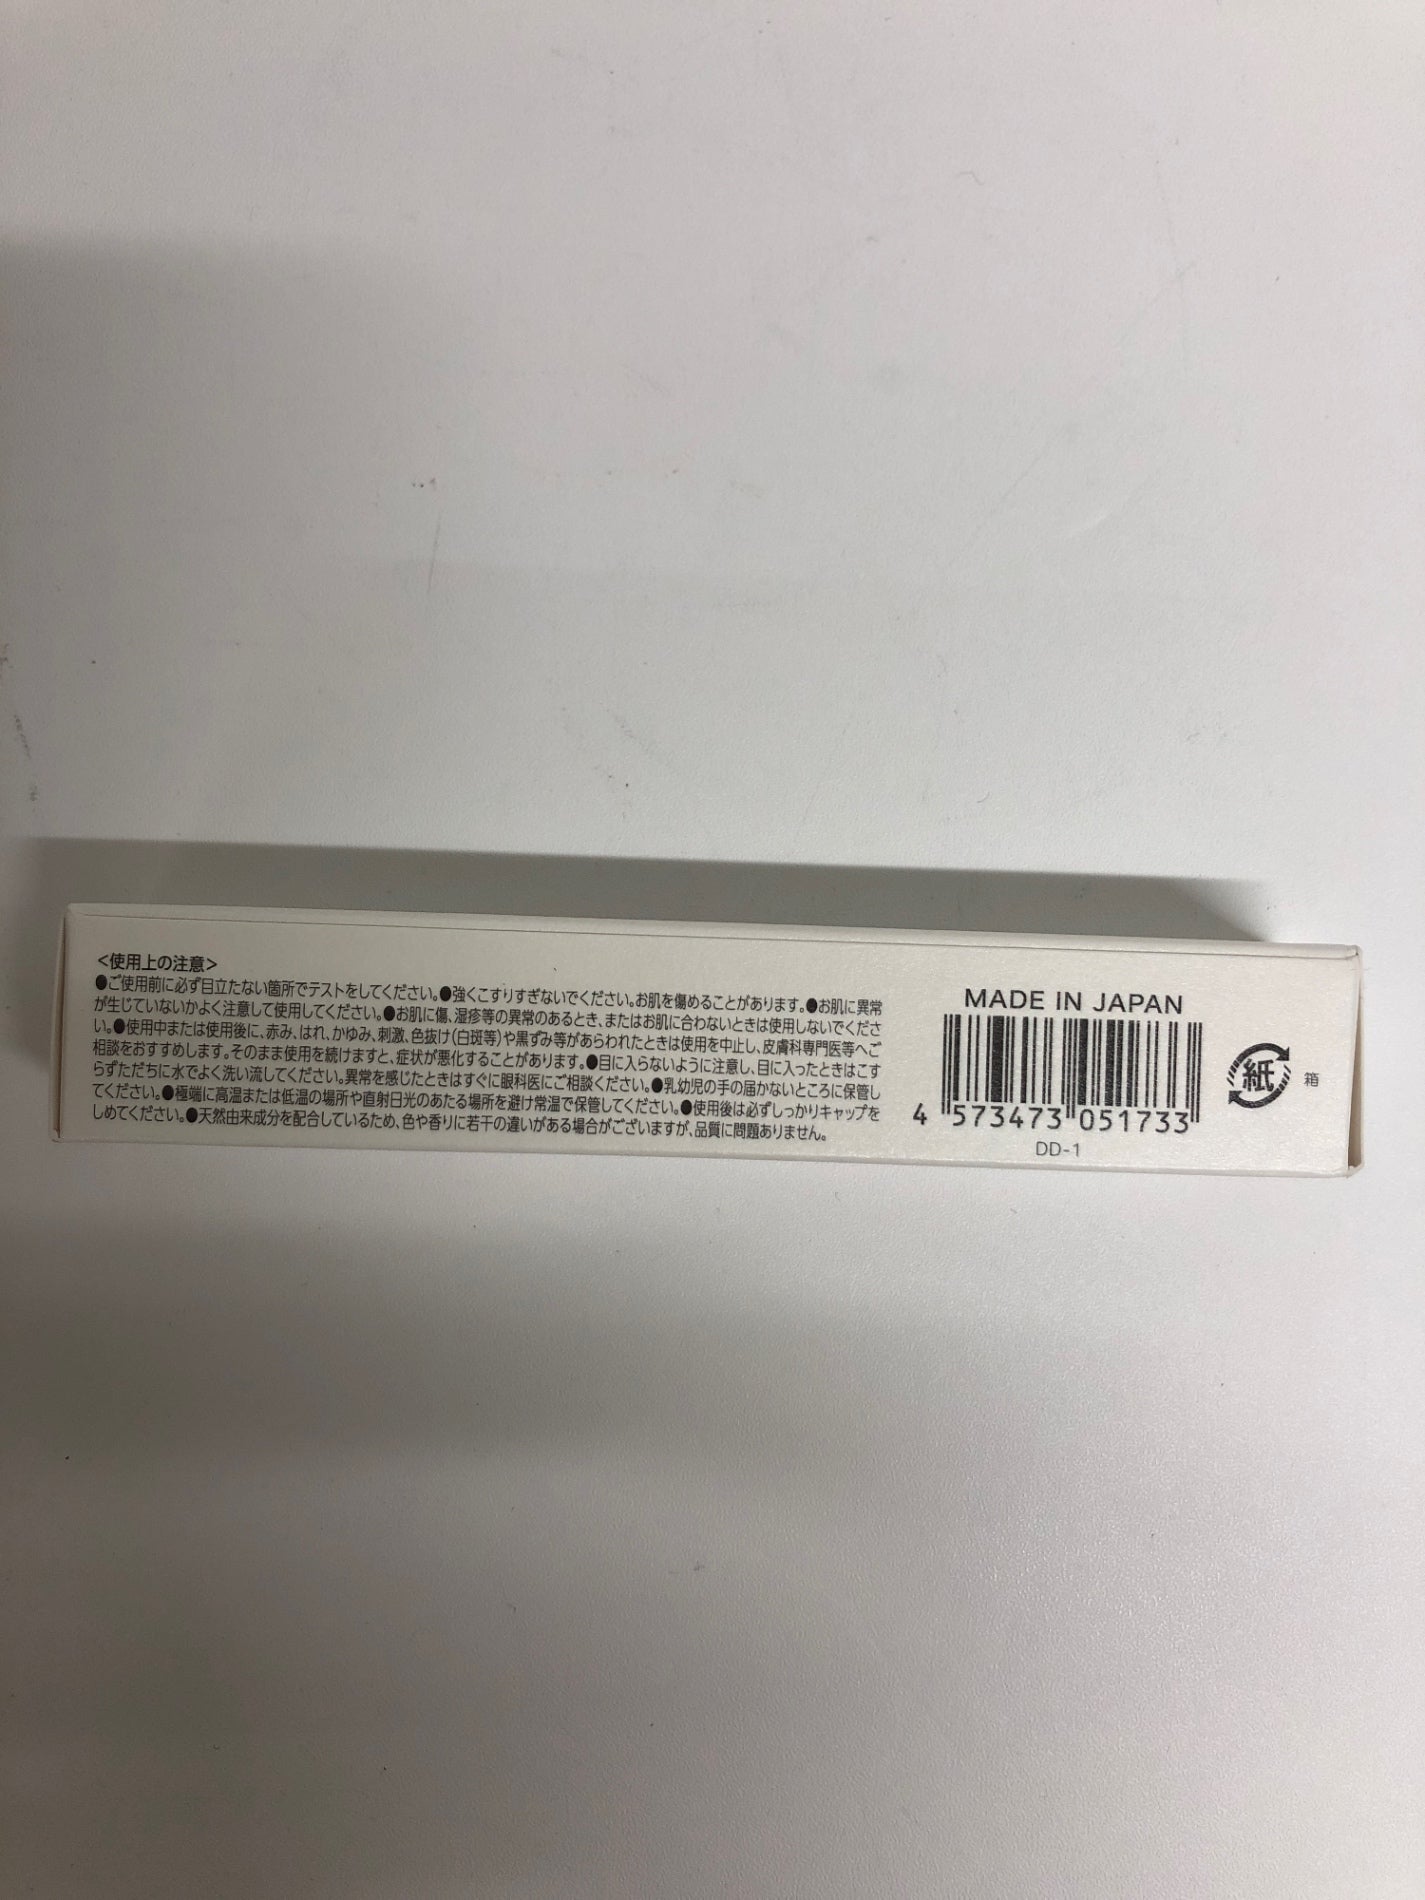 <使用上の注意>
●ご使用前に必ず目立たない箇所でテストをしてください。●強くこすりすぎないでください。お肌を傷めることがあります。●お肌に異常
が生じていないかよく注意して使用してください。●お肌に傷、湿疹等の異常のあるとき、またはお肌に合わないときは使用しないでくださ
い。●使用中または使用後に、赤み、はれ、かゆみ、刺激、色抜け(白斑等)や黒ずみ等があらわれたときは使用を中止し、皮膚科専門医等へご
相談をおすすめします。そのまま使用を続けますと、症状が悪化することがあります。●目に入らないように注意し、目に入ったときはこす
らずただちに水でよく洗い流してください。異常を感じたときはすぐに眼科医にご相談ください。●乳幼児の手の届かないところに保管し
てください。●極端に高温または低温の場所や直射日光のあたる場所を避け常温で保管してください。●使用後は必ずしっかりキャップを
しめてください。●天然由来成分を配合しているため、色や香りに若干の違いがある場合がございますが、品質に問題ありません。
MADE IN JAPAN
4 573473 051733
DD-1
紙
箱